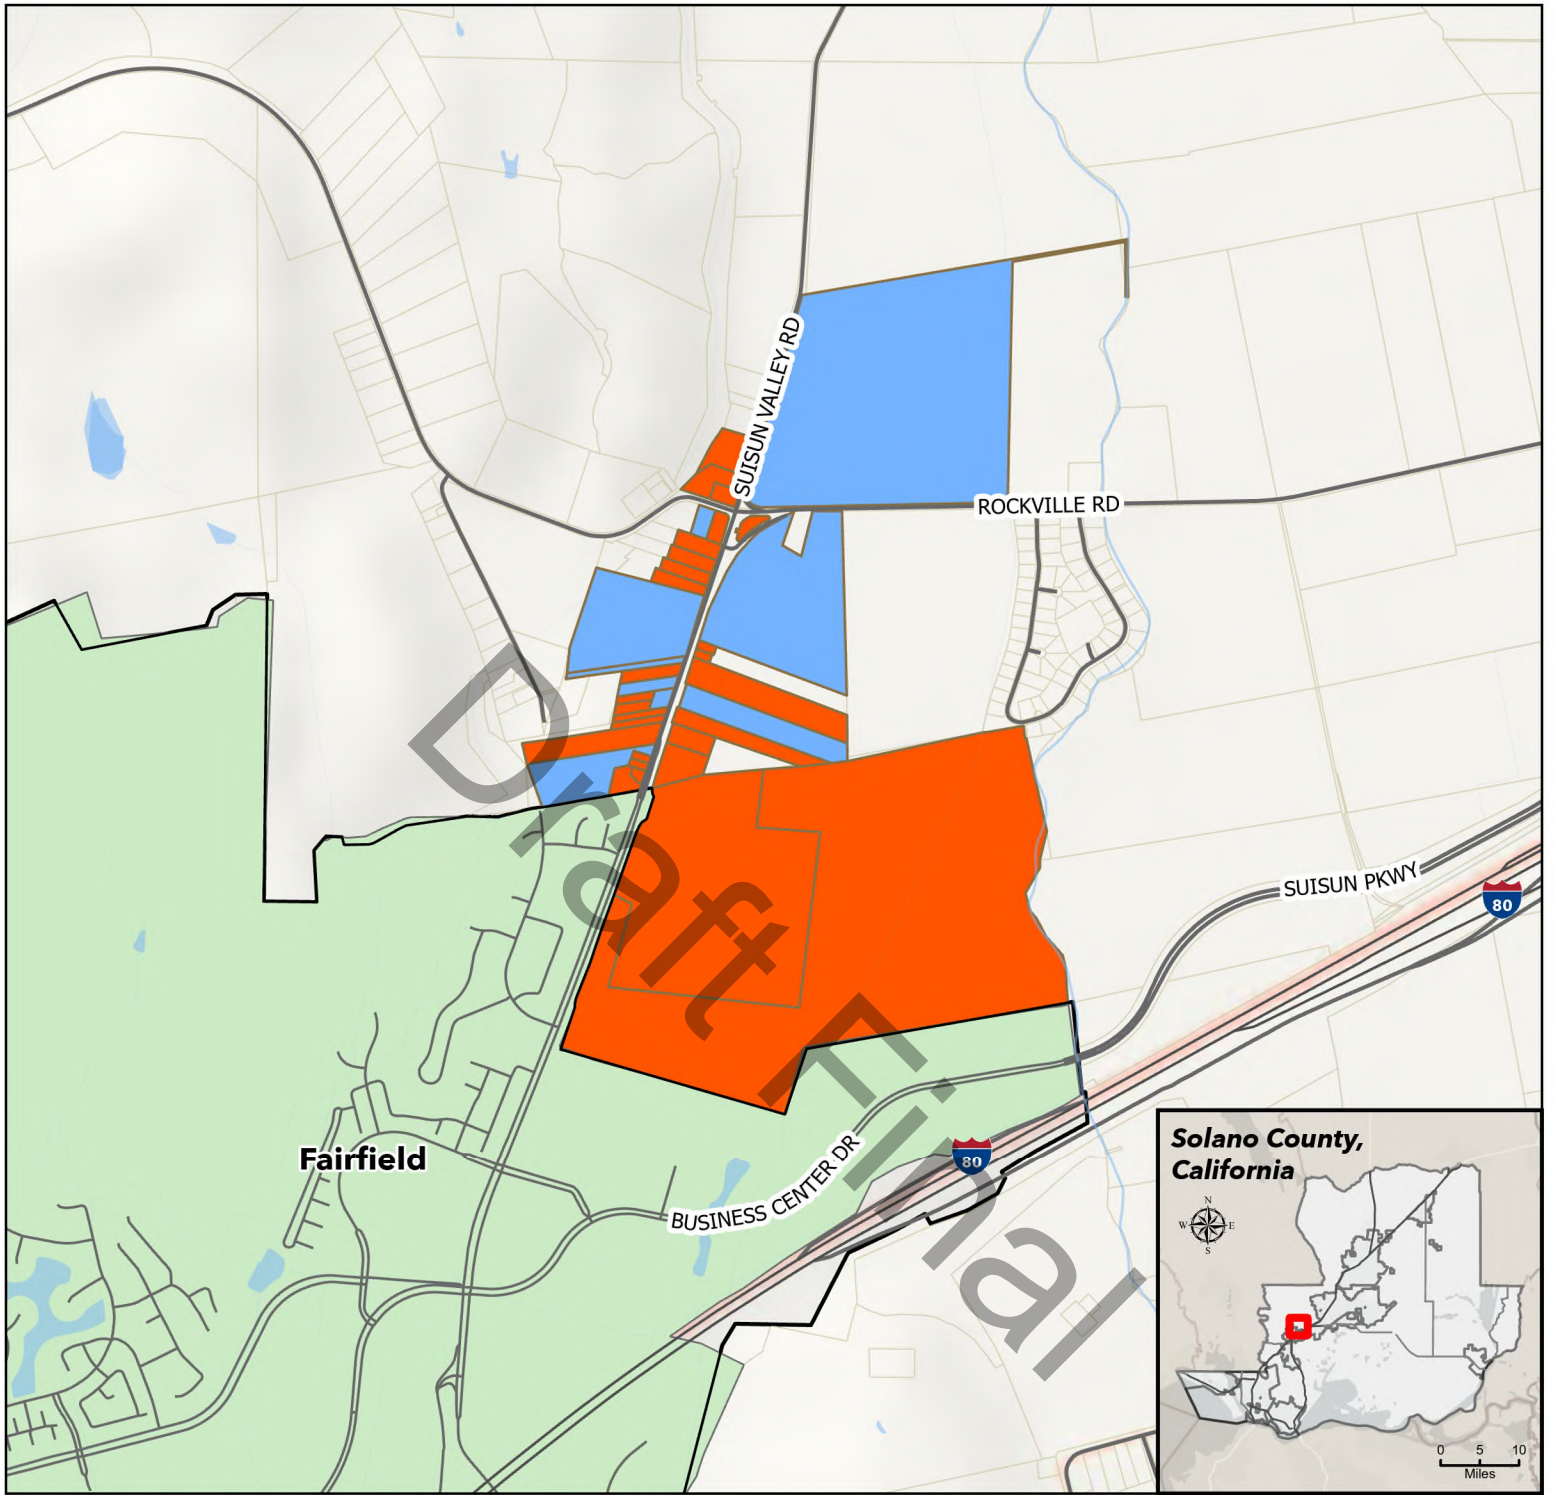 SUISUN VALLEY RD
ROCKVILLE RD
SUISUN PKWY
80
Draft Final
Fairfield
80
BUSINESS CENTER DR
Solano County,
California
N
W E
S
0 5 10
Miles